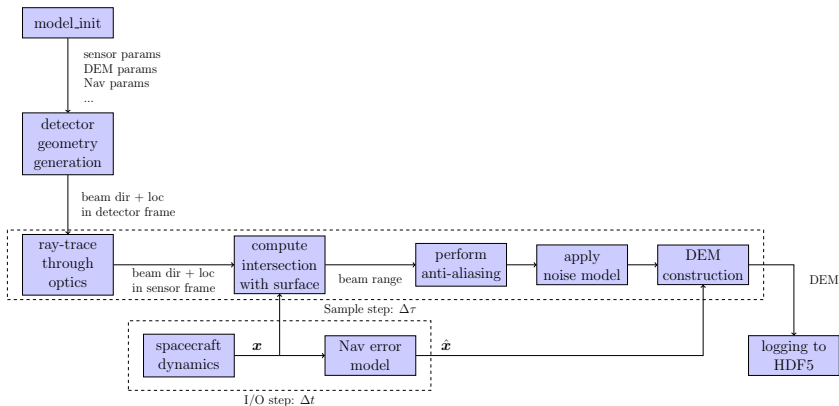 model_init
sensor params
DEM params
Nav params
...
detector
geometry
generation
beam dir + loc
in detector frame
ray-trace
through
optics
beam dir + loc
in sensor frame
compute
intersection
with surface
beam range
perform
anti-aliasing
apply
noise model
DEM
construction
DEM
Sample step: Δτ
spacecraft
dynamics
x
Nav error
model
x̂
logging to
HDF5
I/O step: Δt